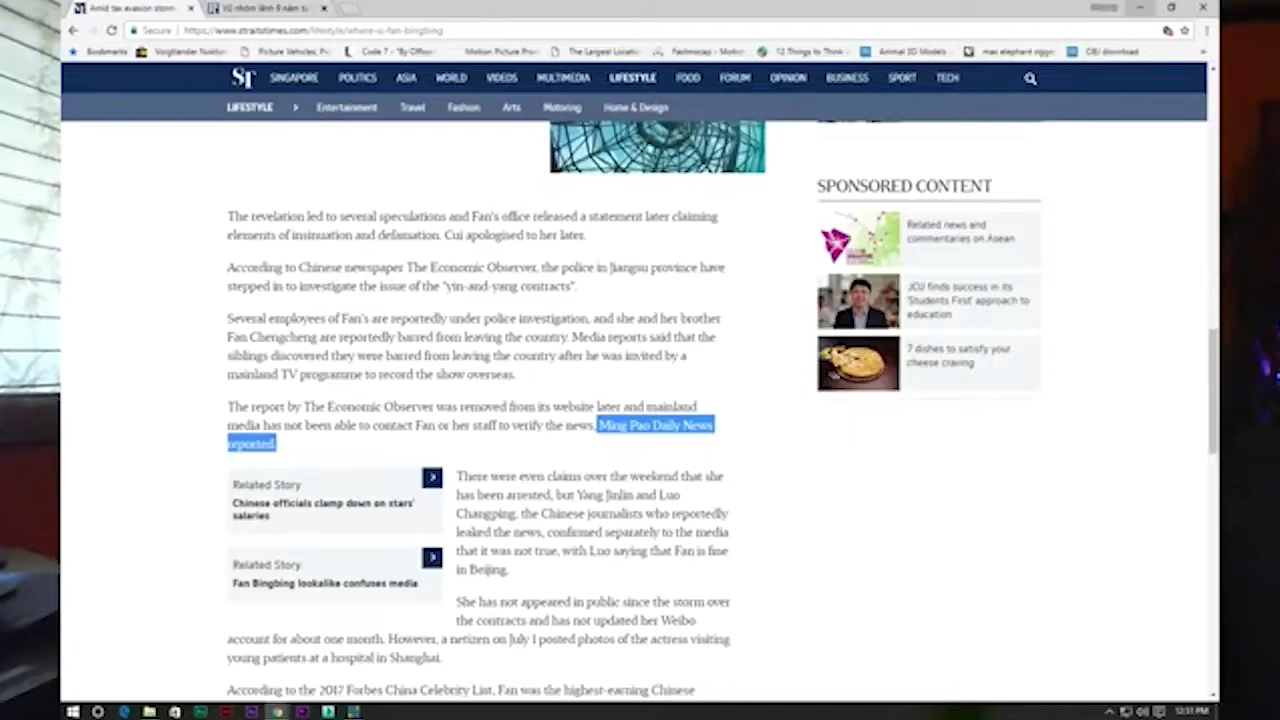 Amid tax evasion storm
Secure
https://www.straitstimes.com/lifestyle/where-is-fan-bingbing
Bookmarks
Picture Vehicles, Pic
Code 7 - "By Officer
Motion Picture Pro
The Largest Locatio
12 Things to Think
Animal 3D Models
OBJ download
ST SINGAPORE POLITICS ASIA WORLD VIDEOS MULTIMEDIA LIFESTYLE FOOD FORUM OPINION BUSINESS SPORT TECH
LIFESTYLE > Entertainment Travel Fashion Arts Motoring Home & Design
The revelation led to several speculations and Fan's office released a statement later claiming
elements of insinuation and defamation. Cui apologised to her later.
According to Chinese newspaper The Economic Observer, the police in Jiangsu province have
stepped in to investigate the issue of the "yin-and-yang contracts".
Several employees of Fan's are reportedly under police investigation, and she and her brother
Fan Chengcheng are reportedly barred from leaving the country. Media reports said that the
siblings discovered they were barred from leaving the country after he was invited by a
mainland TV programme to record the show overseas.
The report by The Economic Observer was removed from its website later and mainland
media has not been able to contact Fan or her staff to verify the news, Ming Pao Daily News
reported.
Related Story
Chinese officials clamp down on stars'
salaries
Related Story
Fan Bingbing lookalike confuses media
There were even claims over the weekend that she
has been arrested, but Yang Jinlin and Luo
Changping, the Chinese journalists who reportedly
leaked the news, confirmed separately to the media
that it was not true, with Luo saying that Fan is fine
in Beijing.
She has not appeared in public since the storm over
the contracts and has not updated her Weibo
account for about one month. However, a netizen on July 1 posted photos of the actress visiting
young patients at a hospital in Shanghai.
According to the 2017 Forbes China Celebrity List, Fan was the highest-earning Chinese
SPONSORED CONTENT
Related news and
commentaries on Asean
JCU finds success in its
'Students First' approach to
education
7 dishes to satisfy your
cheese craving
12:51 PM